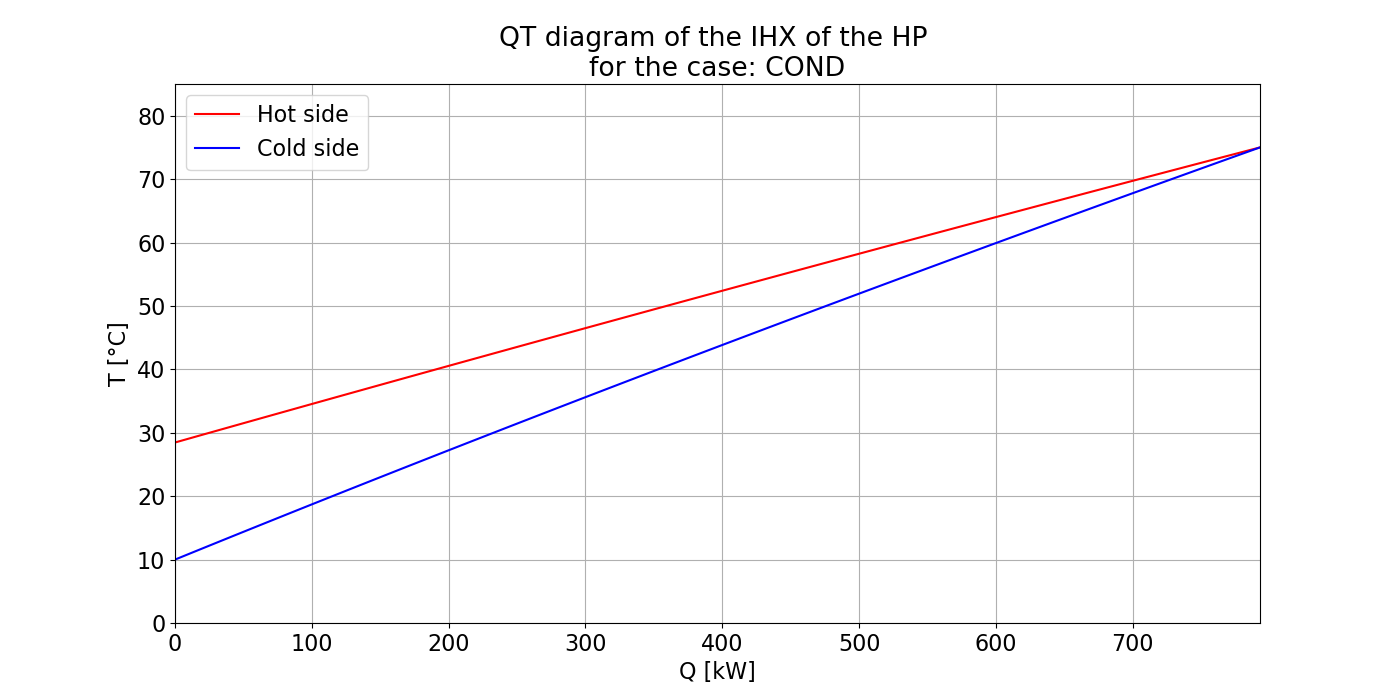 QT diagram of the IHX of the HP
for the case: COND
Hot side
Cold side
80
70
60
50
40
30
20
10
0
T [°C]
0 100 200 300 400 500 600 700
Q [kW]